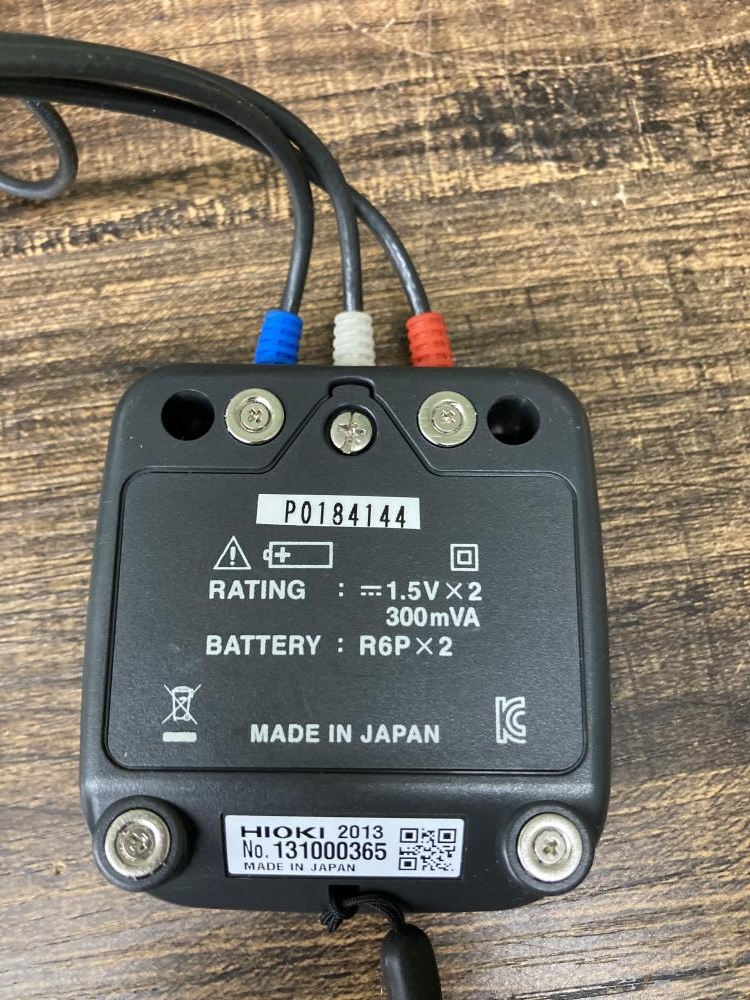 P0184144
RATING : ⎓1.5V×2
300mVA
BATTERY : R6P×2
MADE IN JAPAN
HIOKI 2013
No. 131000365
MADE IN JAPAN